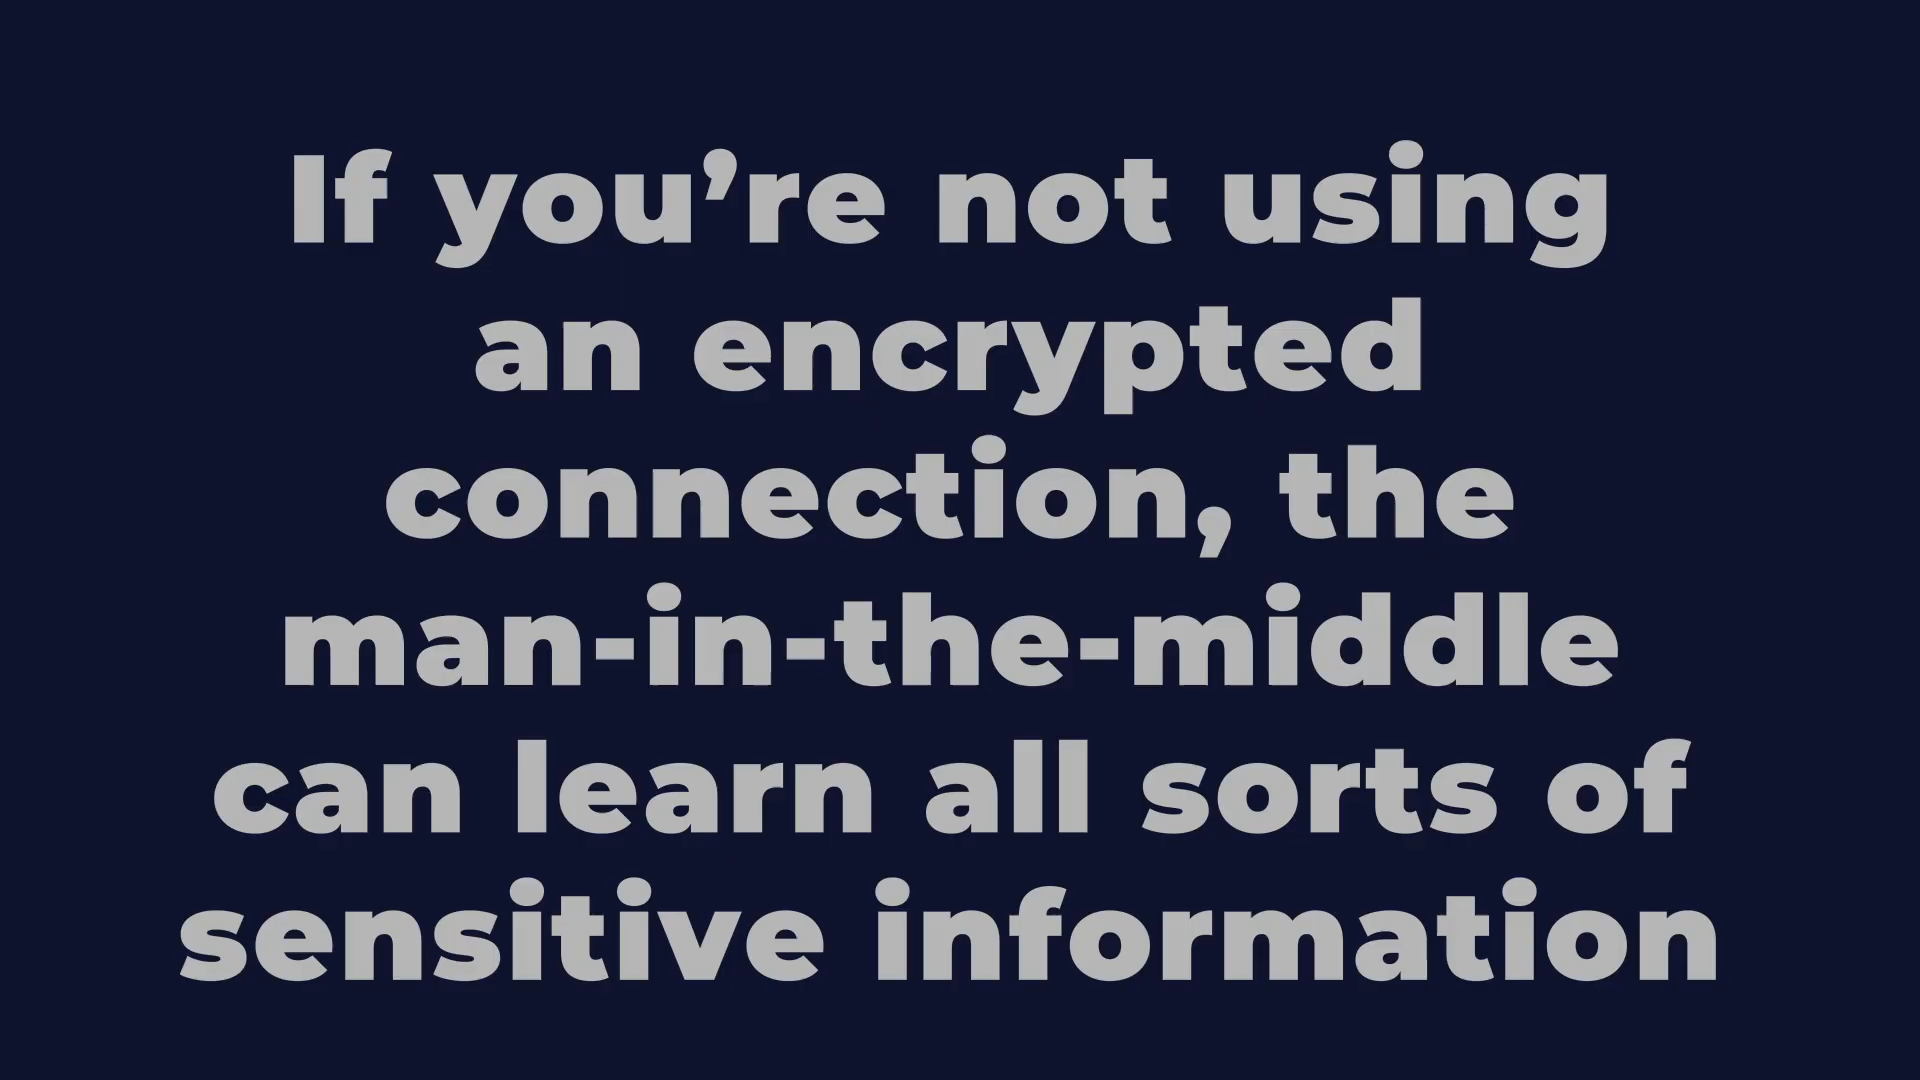 If you’re not using
an encrypted
connection, the
man-in-the-middle
can learn all sorts of
sensitive information